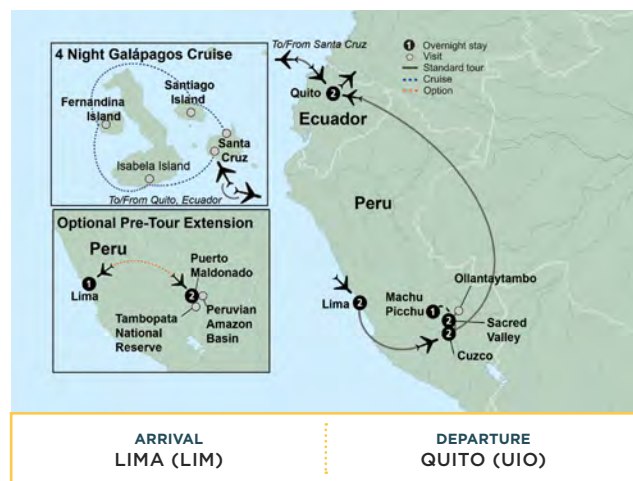 4 Night Galápagos Cruise
Santiago
Island
Fernandina
Island
Santa
Cruz
Isabela Island
To/From Quito, Ecuador
Optional Pre-Tour Extension
Peru
Puerto
Maldonado
1
Lima
2
Tambopata
National
Reserve
Peruvian
Amazon
Basin
To/From Santa Cruz
1 Overnight stay
Visit
Standard tour
Cruise
Option
Quito 2
Ecuador
Peru
Ollantaytambo
Lima 2
Machu
Picchu 1
2
2
Sacred
Valley
Cuzco
ARRIVAL
LIMA (LIM)
DEPARTURE
QUITO (UIO)